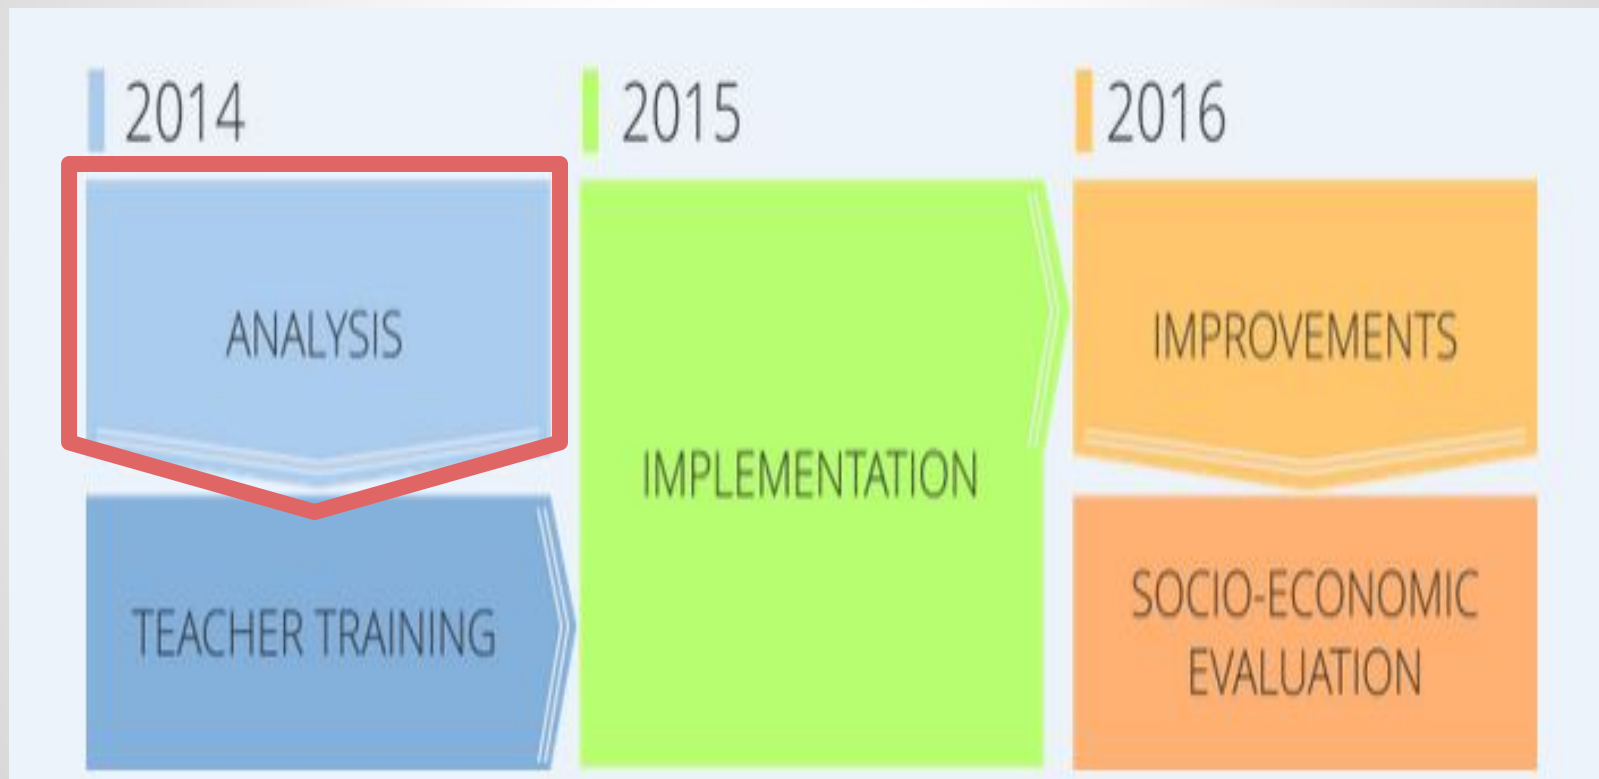 2014
ANALYSIS
TEACHER TRAINING
2015
IMPLEMENTATION
2016
IMPROVEMENTS
SOCIO-ECONOMIC
EVALUATION